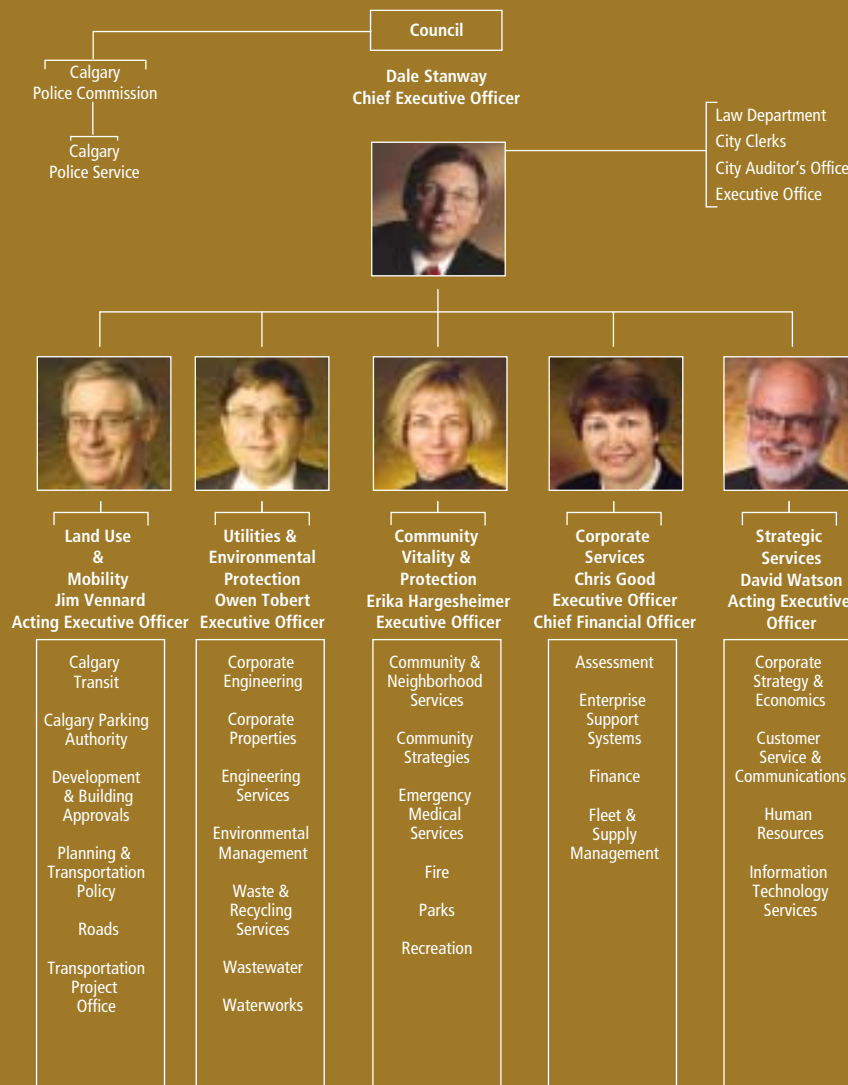 Council
Calgary
Police Commission
Calgary
Police Service
Dale Stanway
Chief Executive Officer
Law Department
City Clerks
City Auditor's Office
Executive Office
Land Use
&
Mobility
Jim Vennard
Acting Executive Officer
Utilities &
Environmental
Protection
Owen Tobert
Executive Officer
Community
Vitality &
Protection
Erika Hargesheimer
Executive Officer
Corporate
Services
Chris Good
Executive Officer
Chief Financial Officer
Strategic
Services
David Watson
Acting Executive
Officer
Calgary
Transit
Calgary Parking
Authority
Development
& Building
Approvals
Planning &
Transportation
Policy
Roads
Transportation
Project
Office
Corporate
Engineering
Corporate
Properties
Engineering
Services
Environmental
Management
Waste &
Recycling
Services
Wastewater
Waterworks
Community &
Neighborhood
Services
Community
Strategies
Emergency
Medical
Services
Fire
Parks
Recreation
Assessment
Enterprise
Support
Systems
Finance
Fleet &
Supply
Management
Corporate
Strategy &
Economics
Customer
Service &
Communications
Human
Resources
Information
Technology
Services